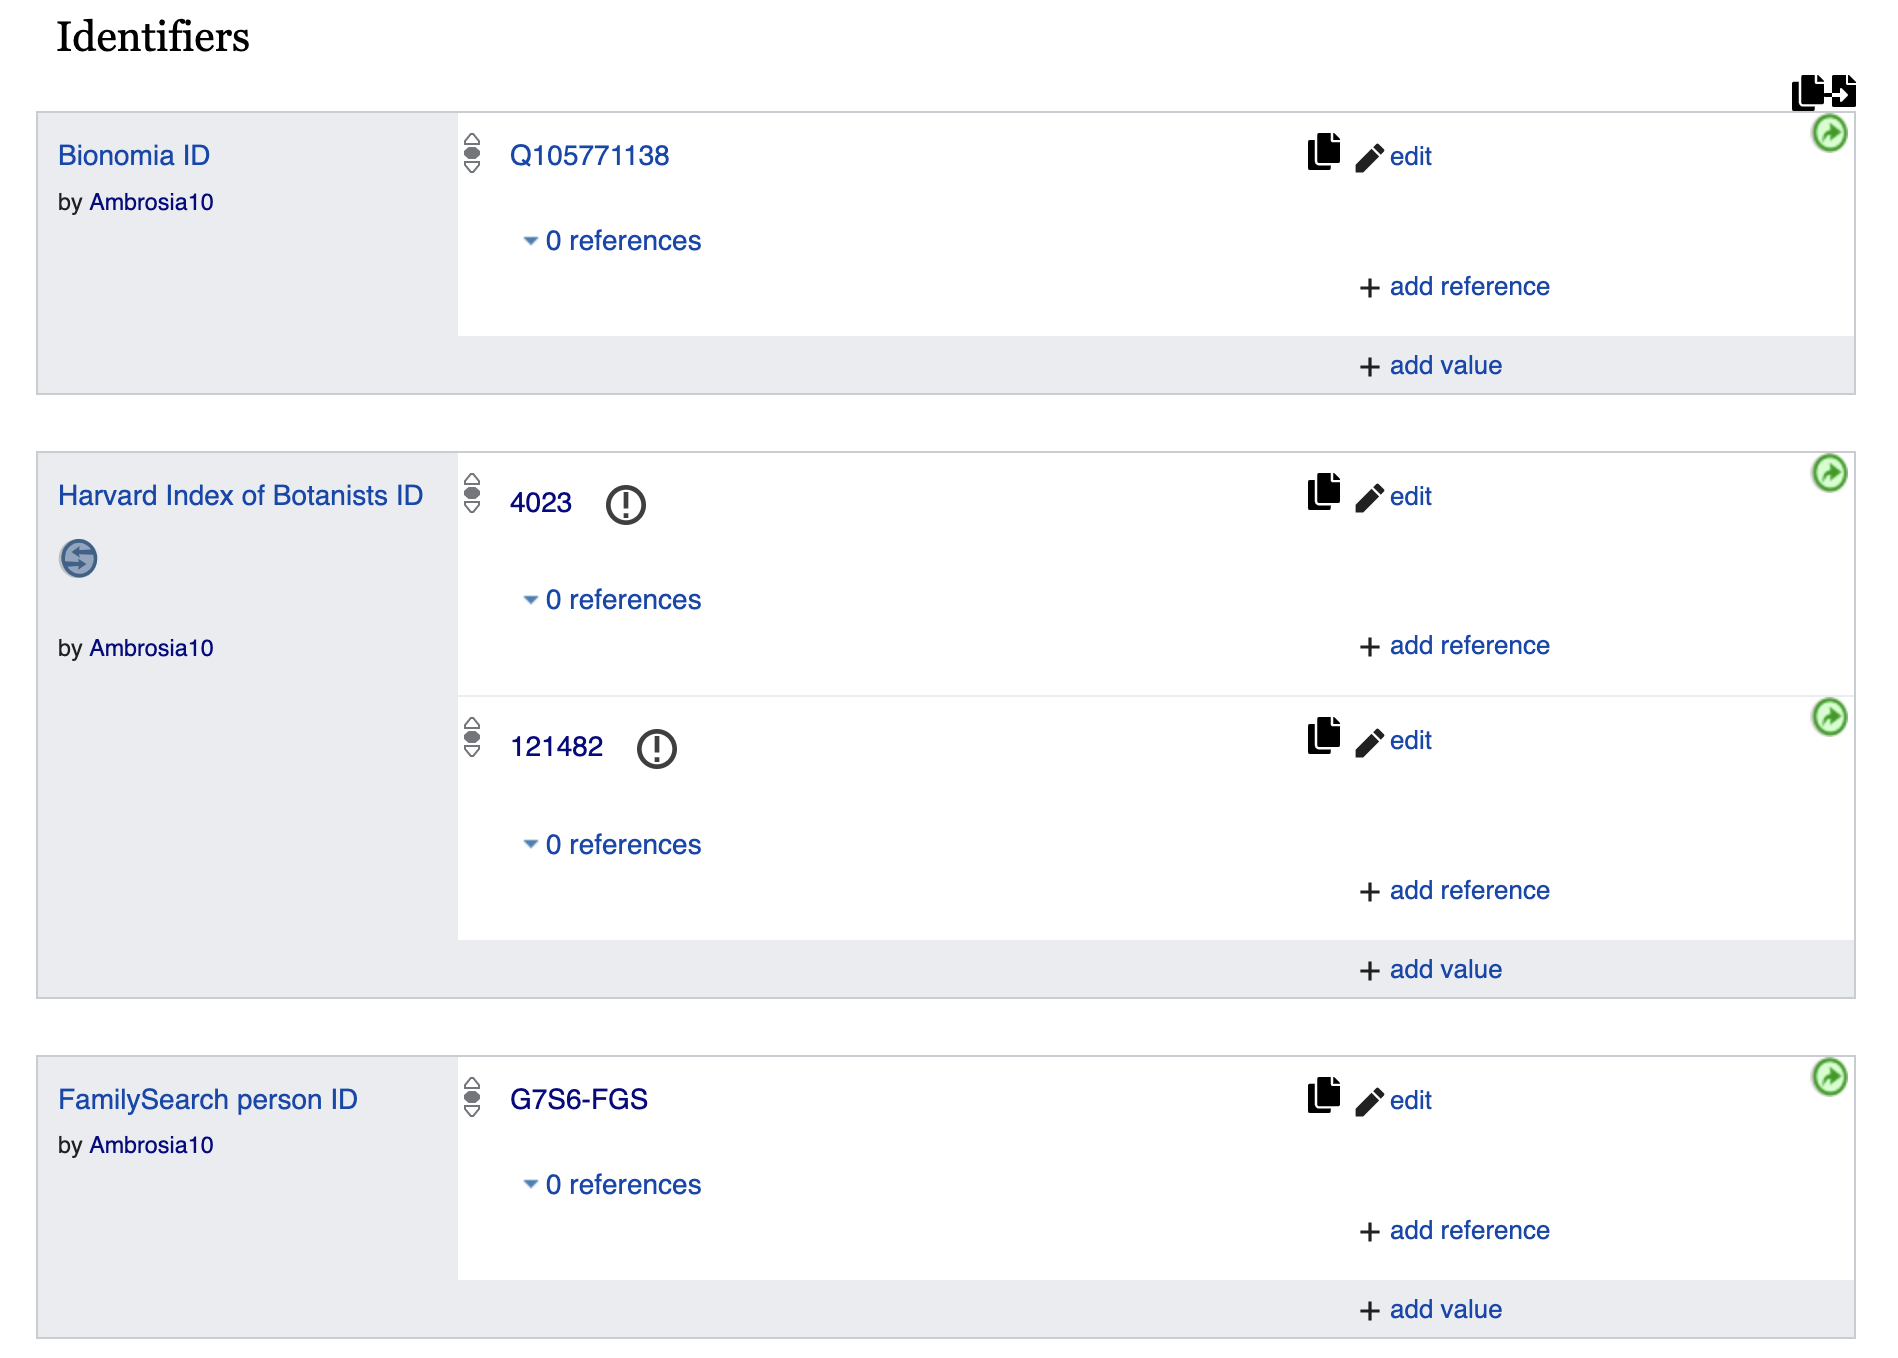 Identifiers
Bionomia ID
by Ambrosia10
Q105771138
edit
0 references
+ add reference
+ add value
Harvard Index of Botanists ID
by Ambrosia10
4023
edit
0 references
+ add reference
121482
edit
0 references
+ add reference
+ add value
FamilySearch person ID
by Ambrosia10
G7S6-FGS
edit
0 references
+ add reference
+ add value